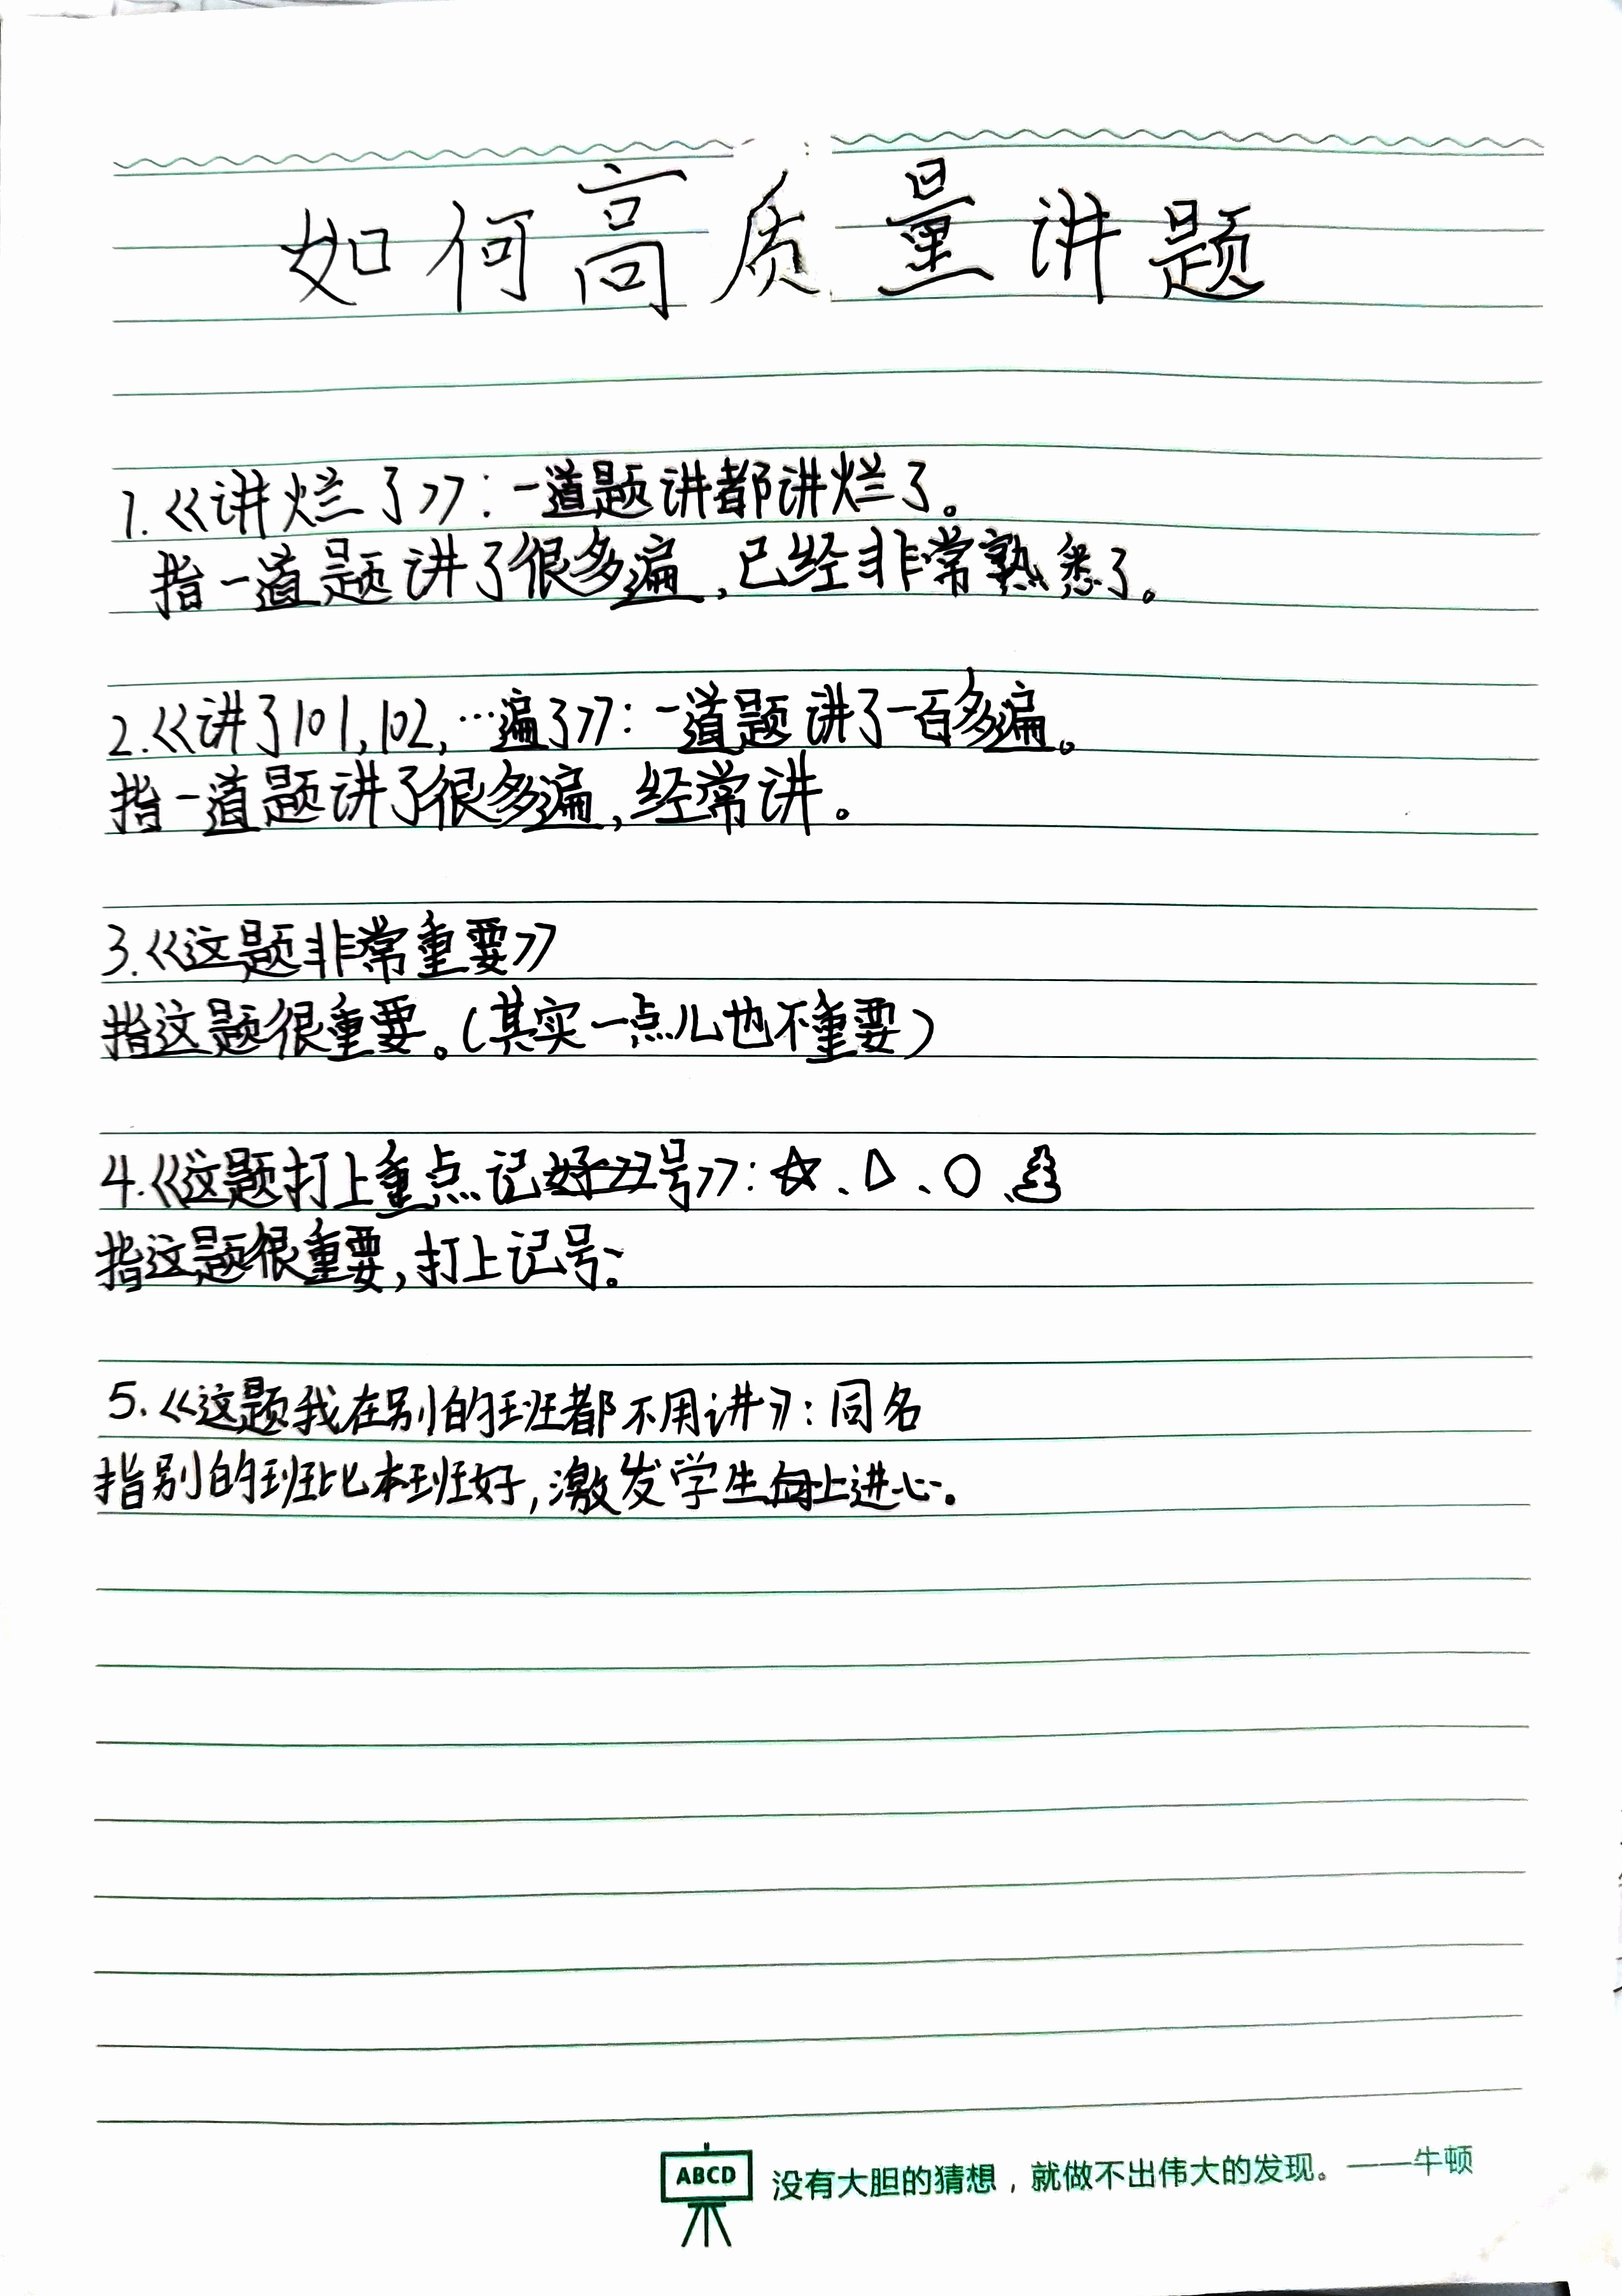 如何高质量讲题
1.《讲烂了》:一道题讲都讲烂了。
指一道题讲了很多遍,已经非常熟悉了。
2.《讲了101,102,…遍了》:一道题讲了一百多遍。
指一道题讲了很多遍,经常讲。
3.《这题非常重要》
指这题很重要。(其实一点儿也不重要)
4.《这题打上重点记号》:☆、△、○、
指这题很重要,打上记号。
5.《这题我在别的班都不用讲》:同名
指别的班比本班好,激发学生上进心。
ABCD
没有大胆的猜想,就做不出伟大的发现。——牛顿